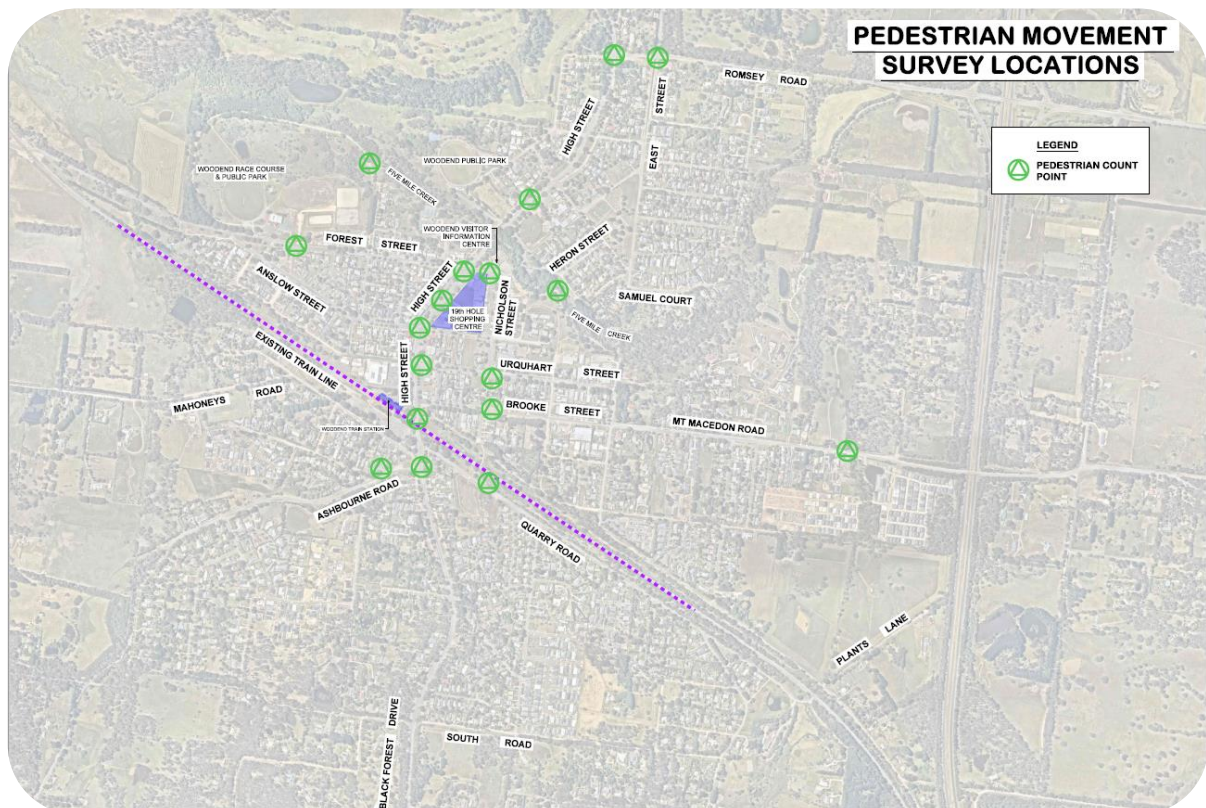 PEDESTRIAN MOVEMENT
SURVEY LOCATIONS
LEGEND
PEDESTRIAN COUNT
POINT
ROMSEY ROAD
HIGH STREET
EAST STREET
WOODEND PUBLIC PARK
WOODEND RACE COURSE
& PUBLIC PARK
FIVE MILE CREEK
FOREST STREET
WOODEND VISITOR
INFORMATION
CENTRE
HERON STREET
ANSLOW STREET
HIGH STREET
SAMUEL COURT
19th HOLE
SHOPPING
CENTRE
NICHOLSON
STREET
FIVE MILE CREEK
EXISTING TRAIN LINE
HIGH STREET
URQUHART STREET
MAHONEYS ROAD
BROOKE STREET
MT MACEDON ROAD
WOODEND TRAIN STATION
ASHBOURNE ROAD
QUARRY ROAD
PLANTS LANE
BLACK FOREST DRIVE
SOUTH ROAD